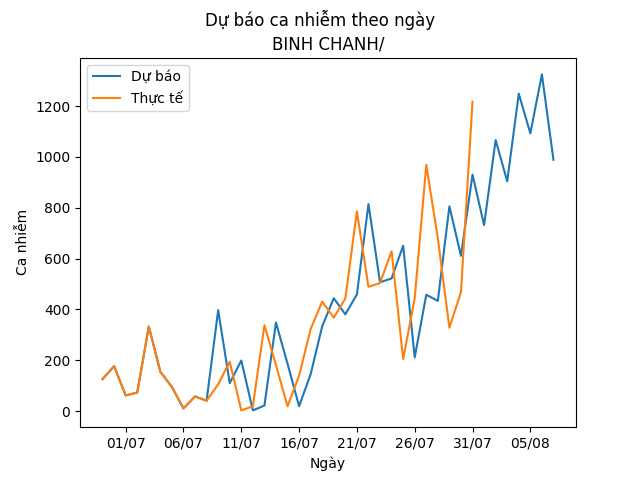 Dự báo ca nhiễm theo ngày
BINH CHANH/
Dự báo
Thực tế
Ca nhiễm
1200
1000
800
600
400
200
0
01/07 06/07 11/07 16/07 21/07 26/07 31/07 05/08
Ngày